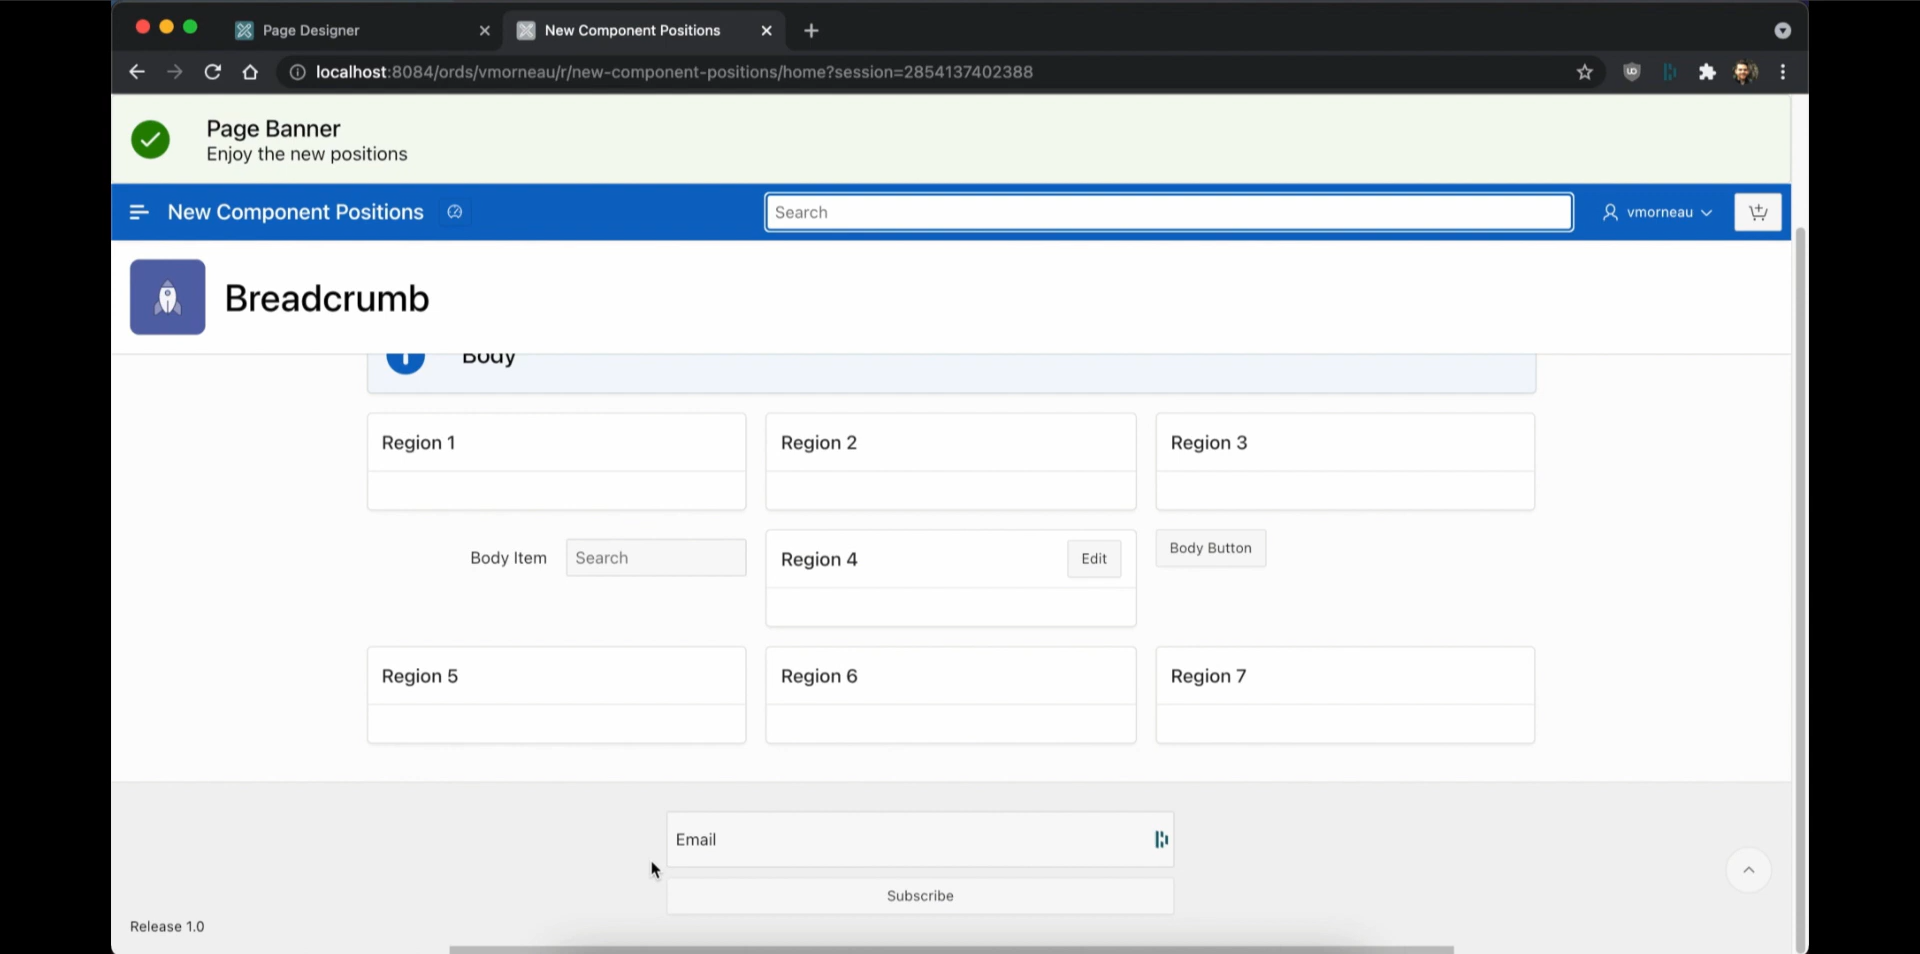 Page Designer
New Component Positions
localhost:8084/ords/vmorneau/r/new-component-positions/home?session=2854137402388
Page Banner
Enjoy the new positions
New Component Positions
Search
vmorneau
Breadcrumb
Body
Region 1
Region 2
Region 3
Body Item
Search
Region 4
Edit
Body Button
Region 5
Region 6
Region 7
Email
Subscribe
Release 1.0